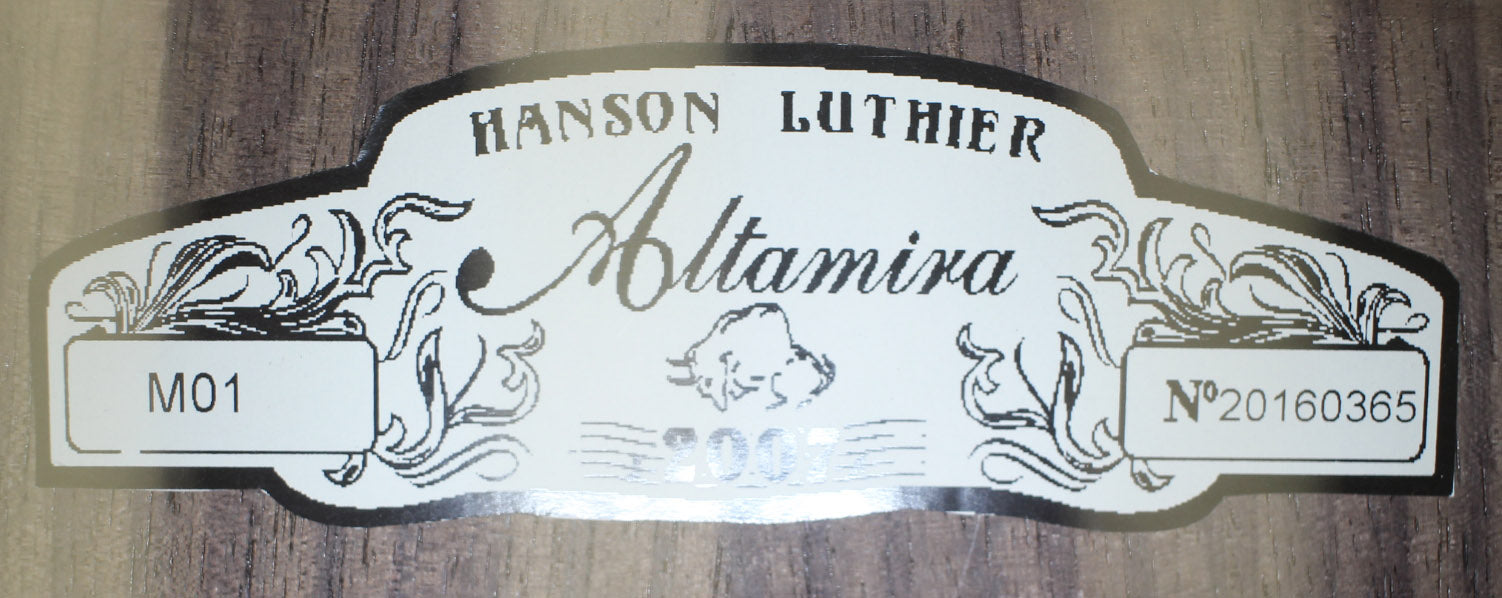 HANSON LUTHIER
Altamira
2007
M01
Nº20160365